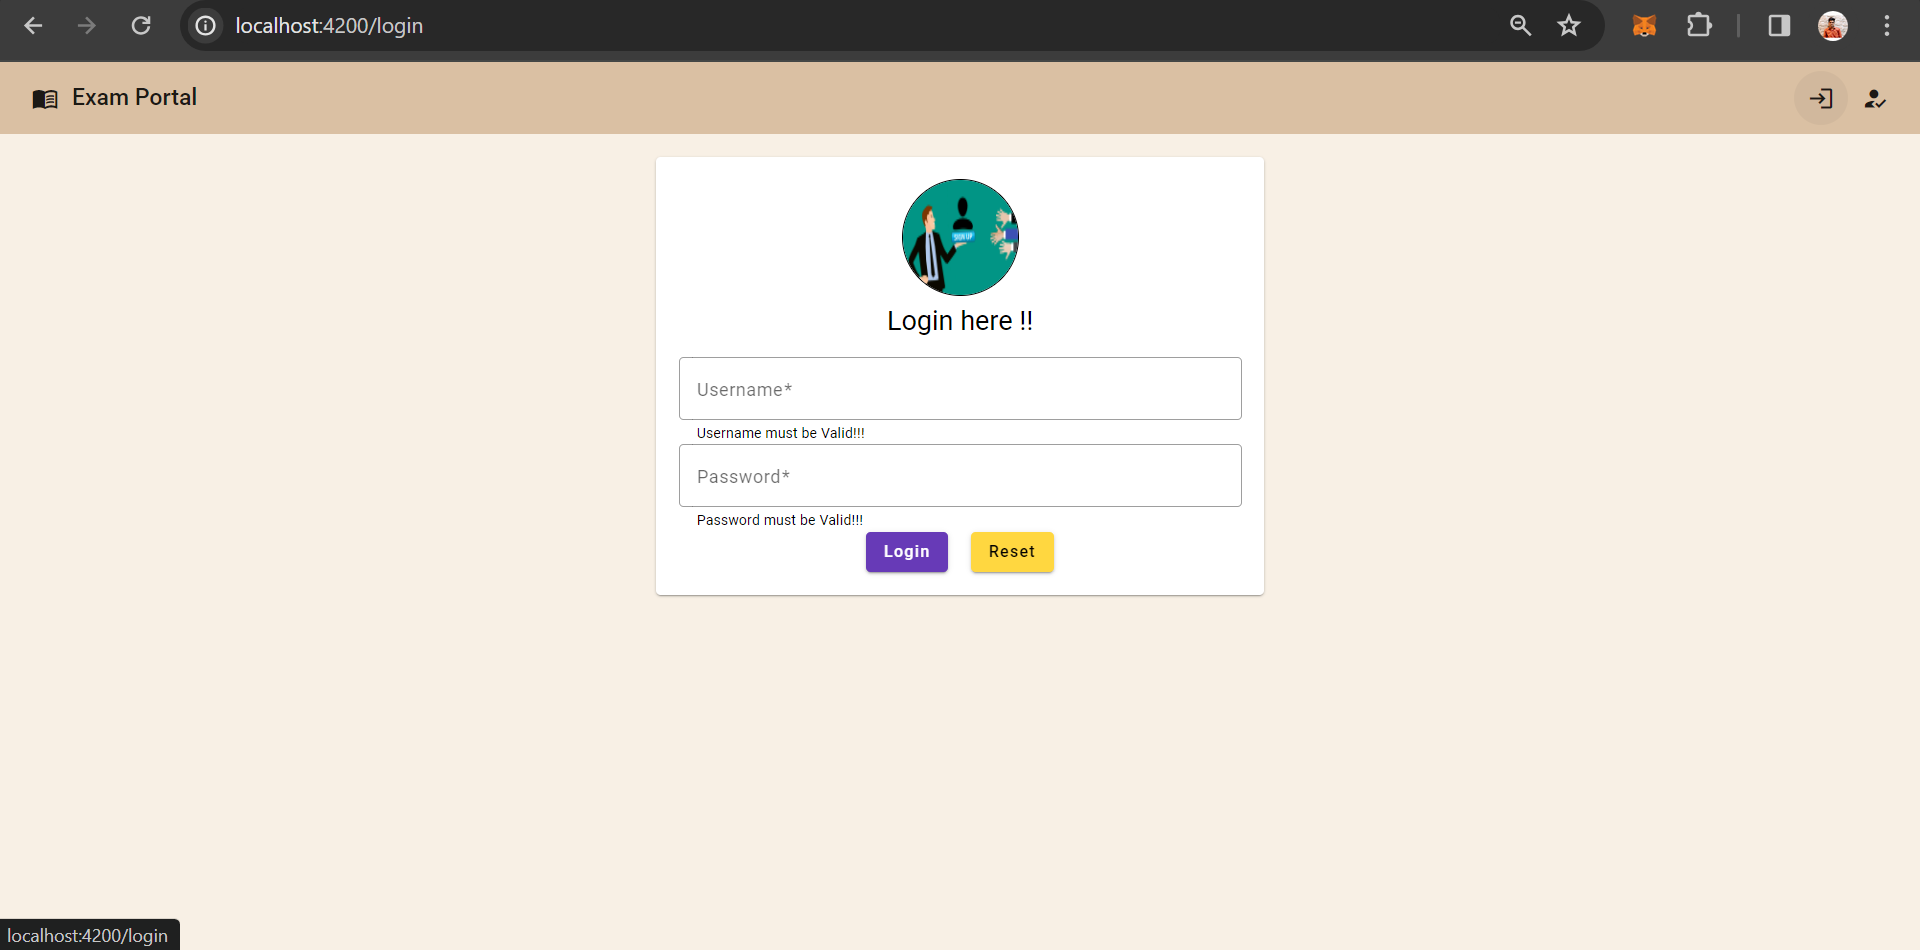 localhost:4200/login
Exam Portal
SIGN UP
Login here !!
Username*
Username must be Valid!!!
Password*
Password must be Valid!!!
Login Reset
localhost:4200/login